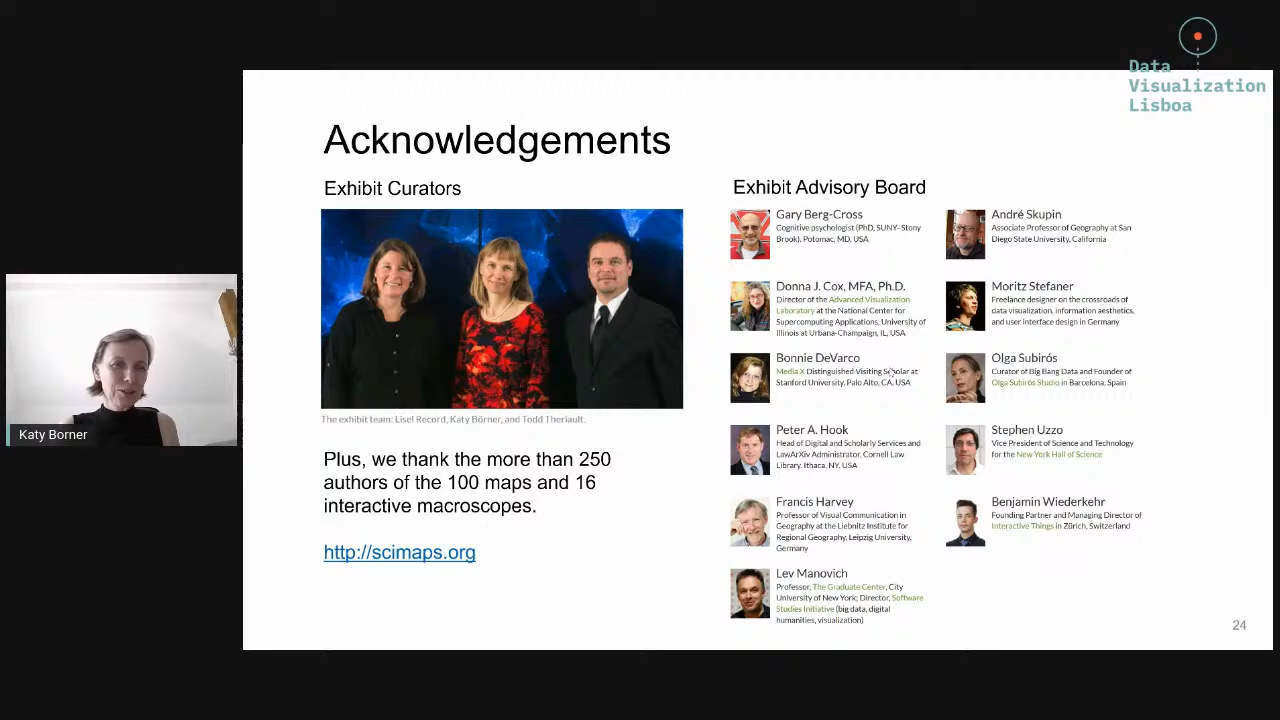 Data
Visualization
Lisboa
Acknowledgements
Exhibit Curators
The exhibit team: Lisel Record, Katy Börner, and Todd Theriault.
Plus, we thank the more than 250
authors of the 100 maps and 16
interactive macroscopes.
http://scimaps.org
Exhibit Advisory Board
Gary Berg-Cross
Cognitive psychologist (PhD, SUNY–Stony
Brook). Potomac, MD, USA
Donna J. Cox, MFA, Ph.D.
Director of the Advanced Visualization
Laboratory at the National Center for
Supercomputing Applications, University of
Illinois at Urbana-Champaign, IL, USA
Bonnie DeVarco
Media X Distinguished Visiting Scholar at
Stanford University, Palo Alto, CA, USA
Peter A. Hook
Head of Digital and Scholarly Services and
LawArXiv Administrator, Cornell Law
Library. Ithaca, NY, USA
Francis Harvey
Professor of Visual Communication in
Geography at the Liebnitz Institute for
Regional Geography, Leipzig University,
Germany
Lev Manovich
Professor, The Graduate Center, City
University of New York; Director, Software
Studies Initiative (big data, digital
humanities, visualization)
André Skupin
Associate Professor of Geography at San
Diego State University, California
Moritz Stefaner
Freelance designer on the crossroads of
data visualization, information aesthetics,
and user interface design in Germany
Olga Subirós
Curator of Big Bang Data and Founder of
Olga Subirós Studio in Barcelona, Spain
Stephen Uzzo
Vice President of Science and Technology
for the New York Hall of Science
Benjamin Wiederkehr
Founding Partner and Managing Director of
Interactive Things in Zürich, Switzerland
24
Katy Borner